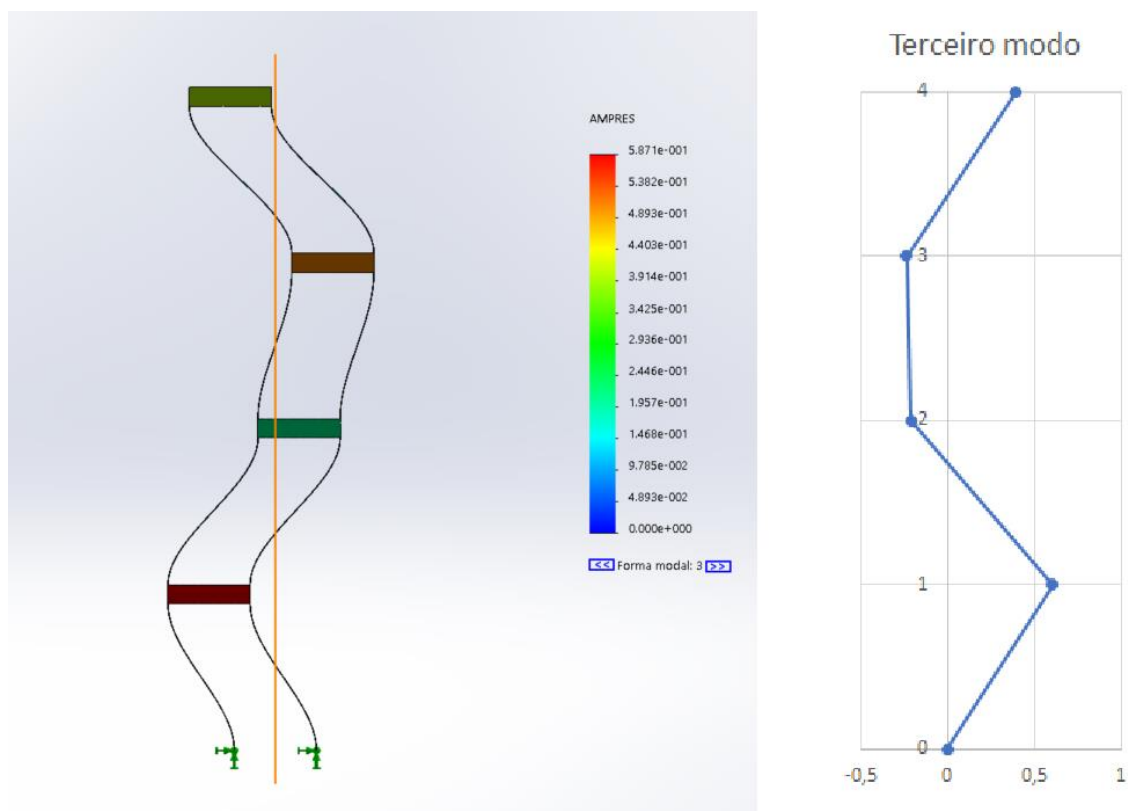 AMPRES
5.871e-001
5.382e-001
4.893e-001
4.403e-001
3.914e-001
3.425e-001
2.936e-001
2.446e-001
1.957e-001
1.468e-001
9.785e-002
4.893e-002
0.000e+000
<< Forma modal: 3 >>
Terceiro modo
4
3
2
1
0
-0,5 0 0,5 1